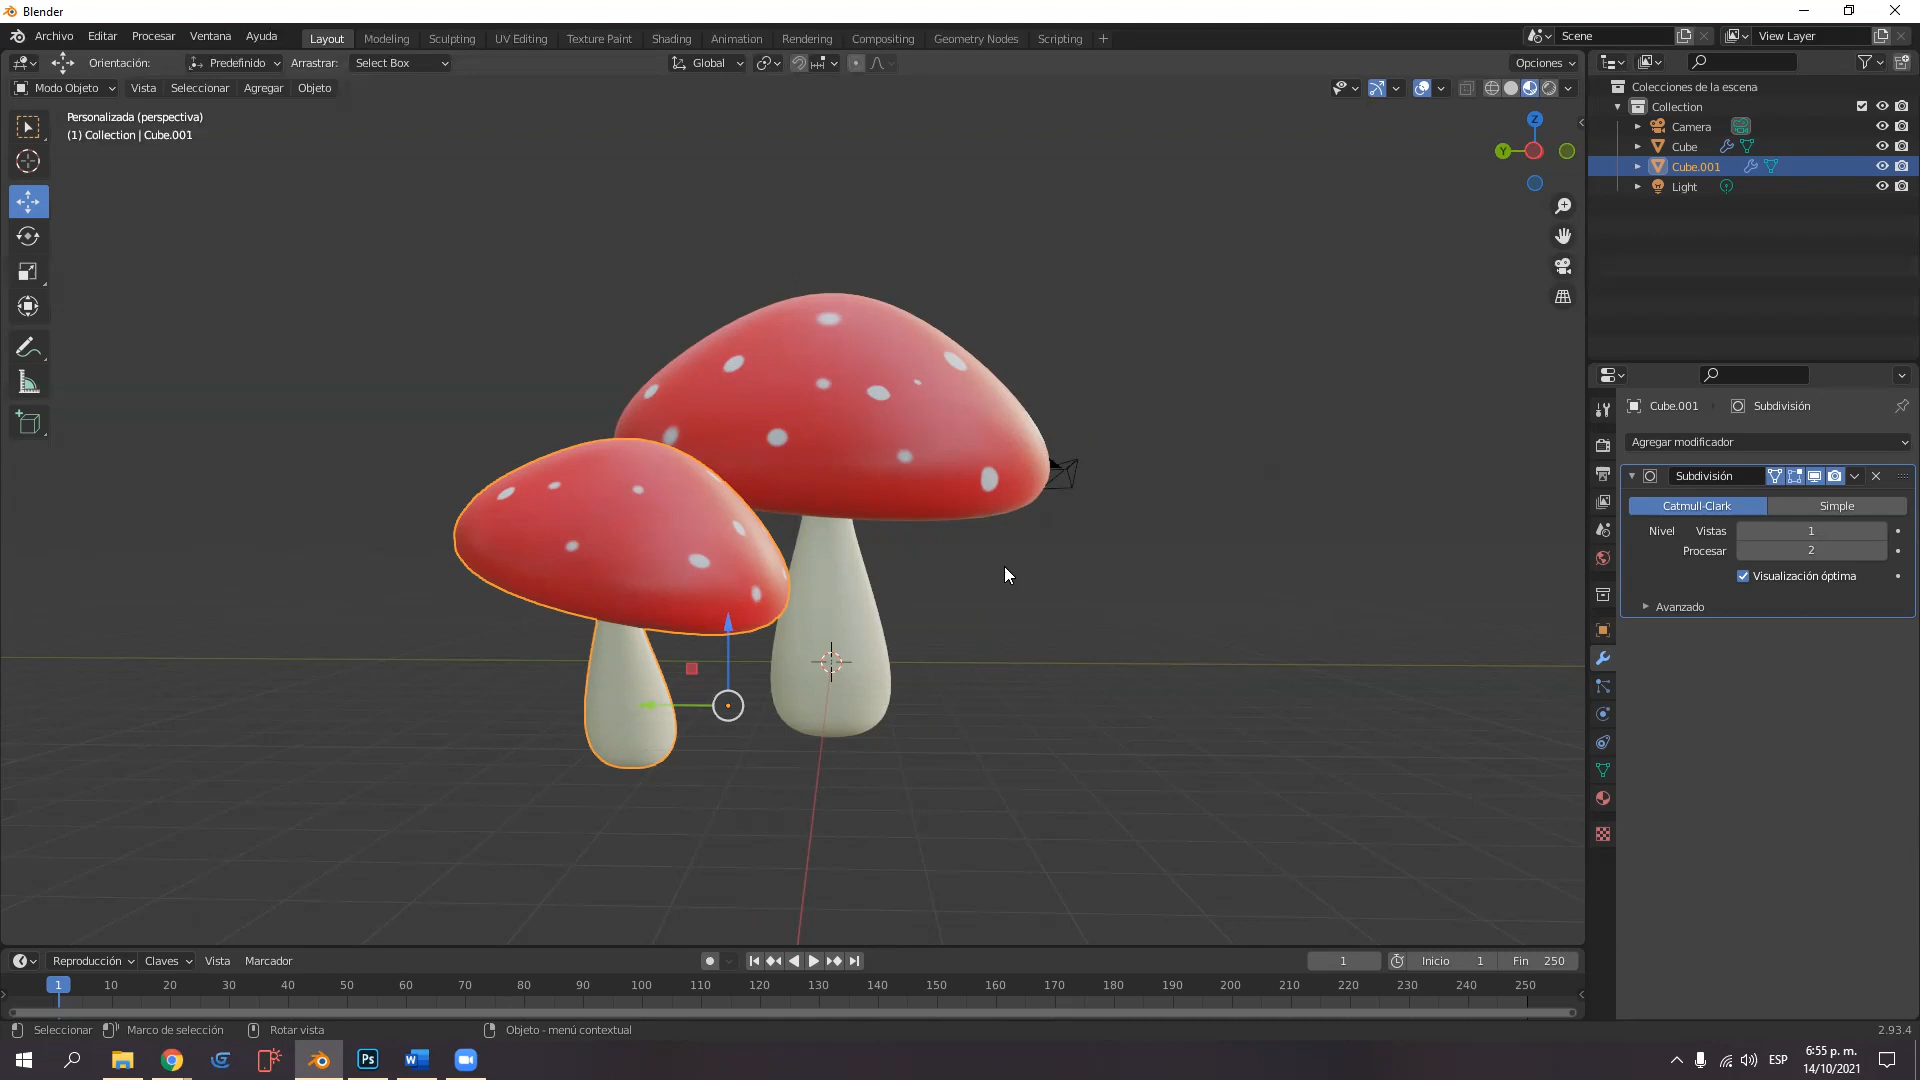 Blender
Archivo Editar Procesar Ventana Ayuda Layout Modeling Sculpting UV Editing Texture Paint Shading Animation Rendering Compositing Geometry Nodes Scripting + Scene View Layer
Orientación: Predefinido Arrastrar: Select Box Global Opciones
Modo Objeto Vista Seleccionar Agregar Objeto
Personalizada (perspectiva)
(1) Collection | Cube.001
Z
Y
Colecciones de la escena
Collection
Camera
Cube
Cube.001
Light
Cube.001 Subdivisión
Agregar modificador
Subdivisión
Catmull-Clark Simple
Nivel Vistas 1
Procesar 2
Visualización óptima
Avanzado
Reproducción Claves Vista Marcador 1 Inicio 1 Fin 250
1 10 20 30 40 50 60 70 80 90 100 110 120 130 140 150 160 170 180 190 200 210 220 230 240 250
Seleccionar Marco de selección Rotar vista Objeto - menú contextual 2.93.4
Ps
W
ESP
6:55 p. m.
14/10/2021